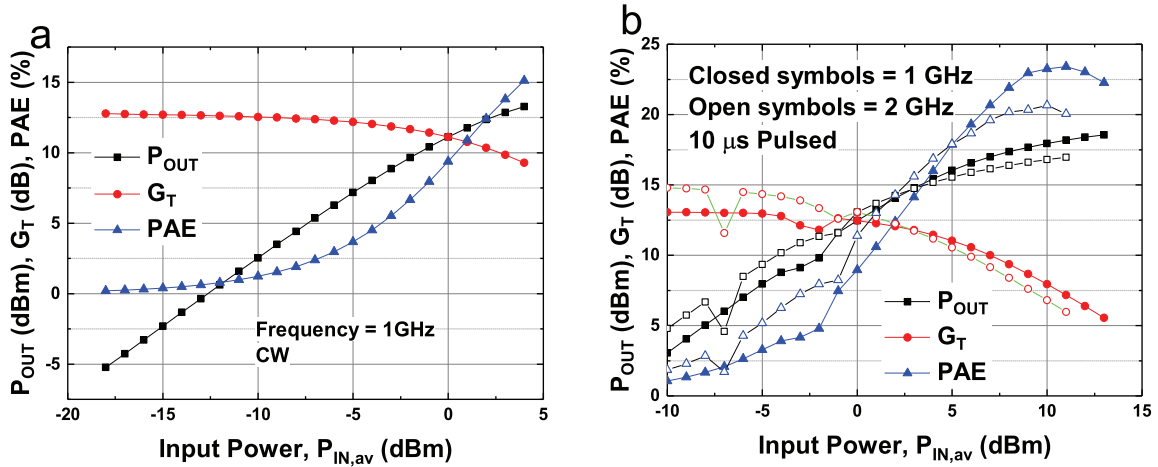 a
P_OUT (dBm), G_T (dB), PAE (%)
15
10
5
0
-5
P_OUT
G_T
PAE
Frequency = 1GHz
CW
-20 -15 -10 -5 0 5
Input Power, P_IN,av (dBm)
b
P_OUT (dBm), G_T (dB), PAE (%)
25
20
15
10
5
0
Closed symbols = 1 GHz
Open symbols = 2 GHz
10 μs Pulsed
P_OUT
G_T
PAE
-10 -5 0 5 10 15
Input Power, P_IN,av (dBm)